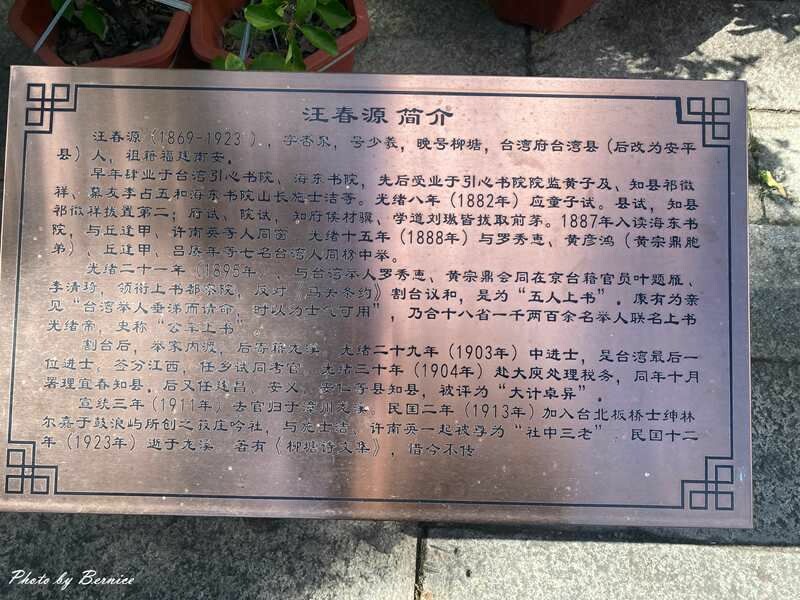 汪春源 简介
汪春源（1869-1923 ），字杏泉，号少羲，晚号柳塘，台湾府台湾县（后改为安平
县）人，祖籍福建南安。
早年肄业于台湾引心书院、海东书院，先后受业于引心书院院监黄子及、知县祁徵
祥、幕友李占五和海东书院山长施士洁等。光绪八年（1882年）应童子试。县试，知县
祁徵祥拔置第二；府试、院试，知府侯材骥、学道刘璈皆拔取前茅。1887年入读海东书
院，与丘逢甲、许南英等人同窗 光绪十五年（1888年）与罗秀惠、黄彦鸿（黄宗鼎胞
弟）、丘逢甲、吕赓年等七名台湾人同榜中举。
光绪二十一年（1895年），与台湾举人罗秀惠、黄宗鼎会同在京台籍官员叶题雁、
李清琦，领衔上书都察院，反对《马关条约》割台议和，是为“五人上书”。康有为亲
见“台湾举人垂涕而请命，时以为士气可用”，乃合十八省一千两百余名举人联名上书
光绪帝，史称“公车上书”。
割台后，举家内渡，后寄籍龙溪 光绪二十九年（1903年）中进士，是台湾最后一
位进士，签分江西，任乡试同考官 光绪三十年（1904年）赴大庾处理税务，同年十月
署理宜春知县。后又任建昌、安义、安仁等县知县，被评为“大计卓异”。
宣统三年（1911年）去官归于漳州龙溪 民国二年（1913年）加入台北板桥士绅林
尔嘉于鼓浪屿所创之菽庄吟社，与施士洁、许南英一起被尊为“社中三老” 民国十二
年（1923年）逝于龙溪 著有《柳塘诗文集》，惜今不传
Photo by Bernice